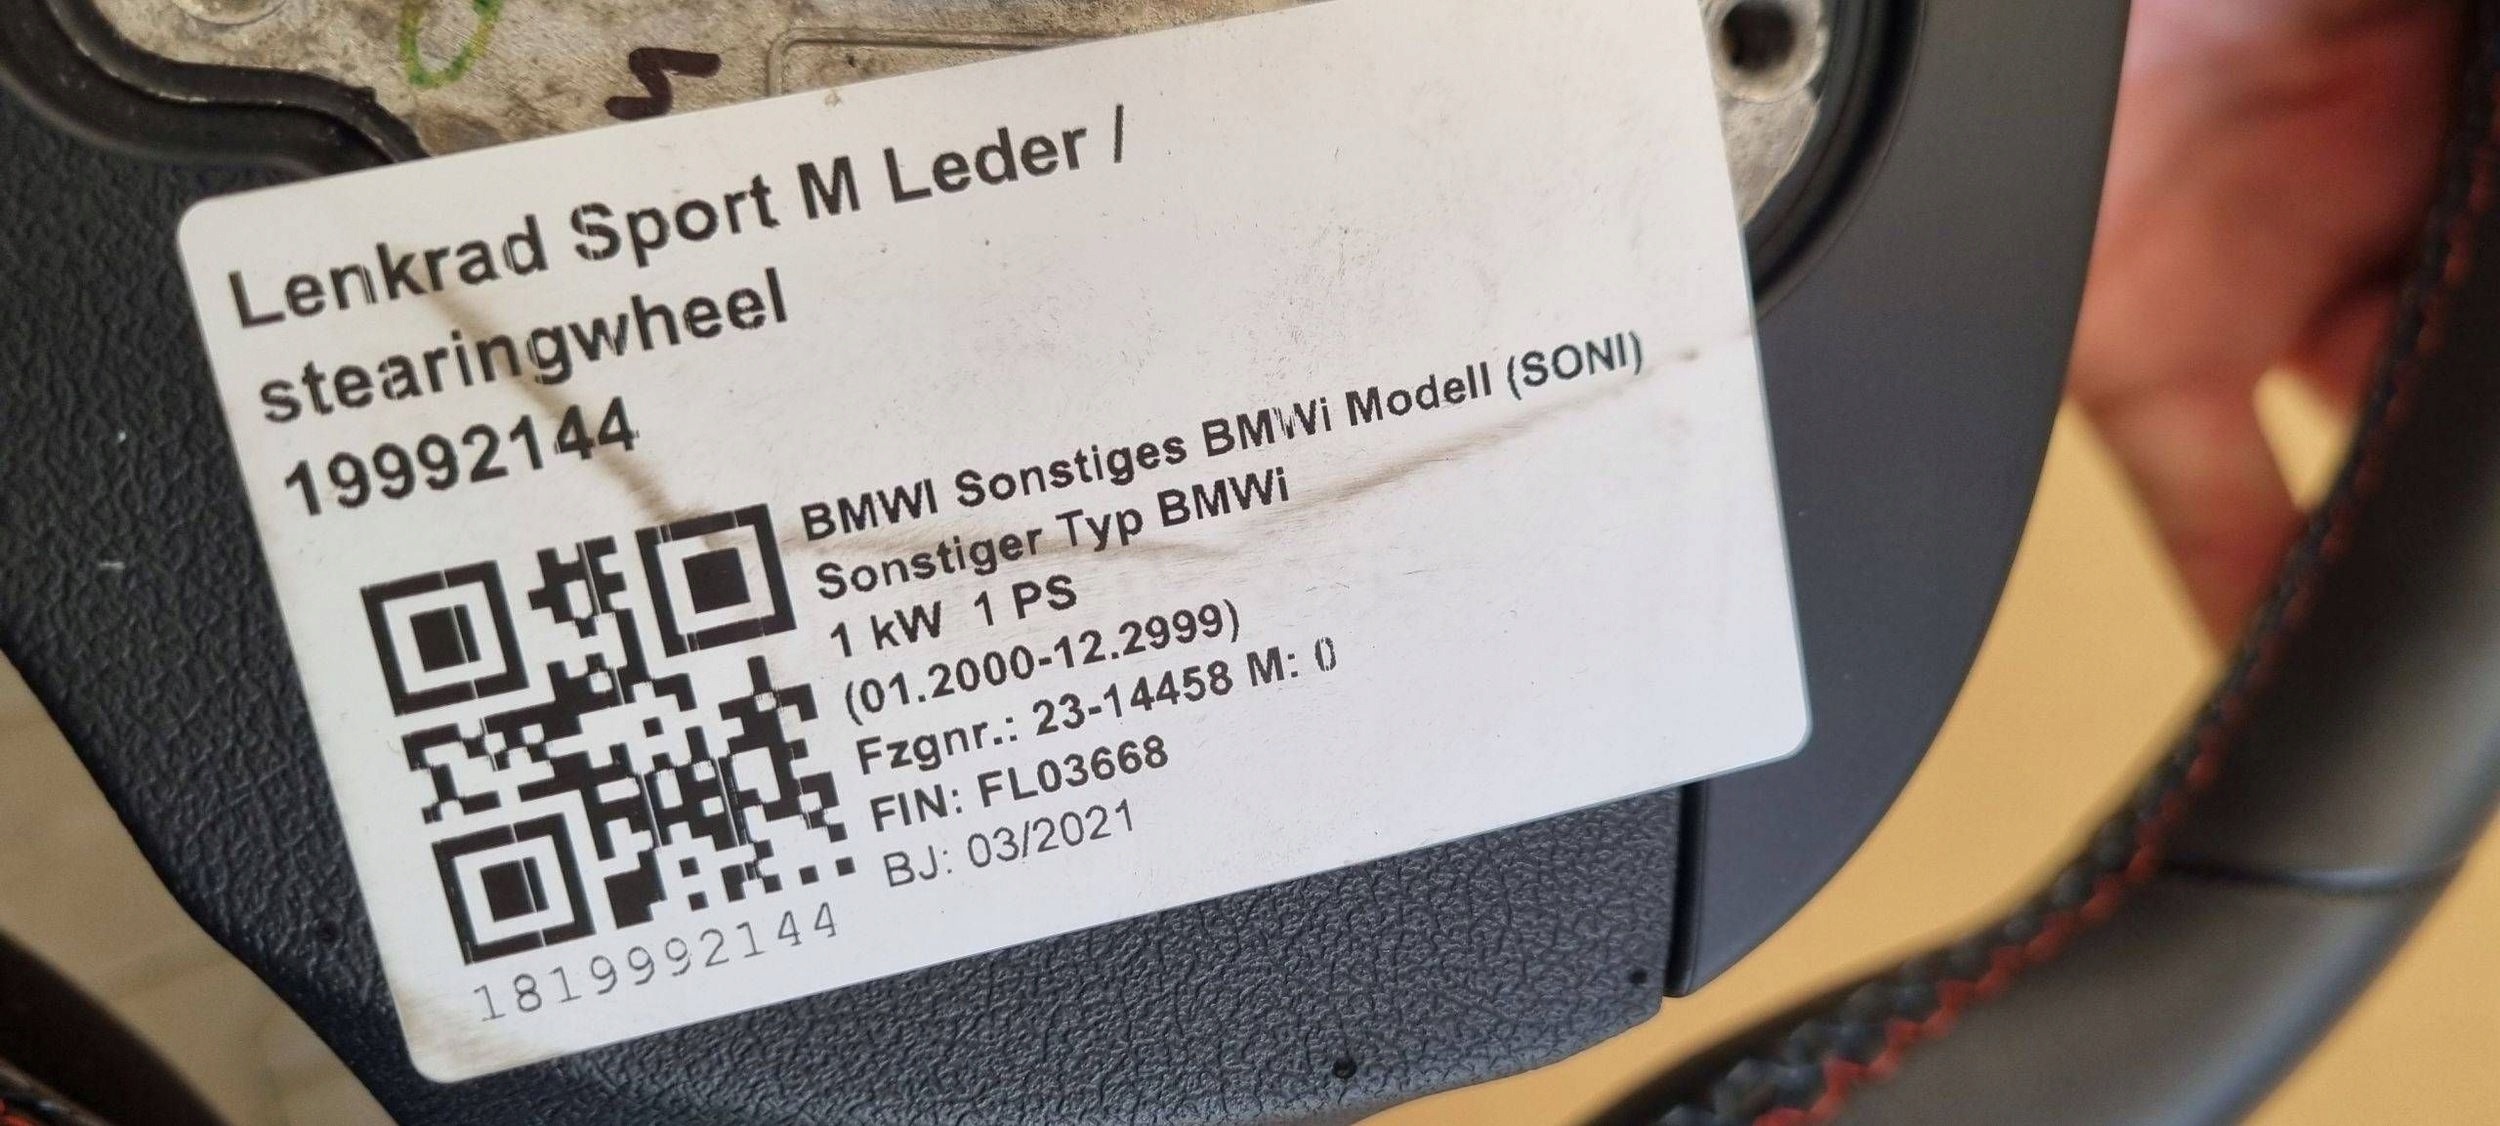 Lenkrad Sport M Leder /
stearingwheel
19992144
BMWI Sonstiges BMWi Modell (SONI)
Sonstiger Typ BMWi
1 kW 1 PS
(01.2000-12.2999)
Fzgnr.: 23-14458 M: 0
FIN: FL03668
BJ: 03/2021
1819992144